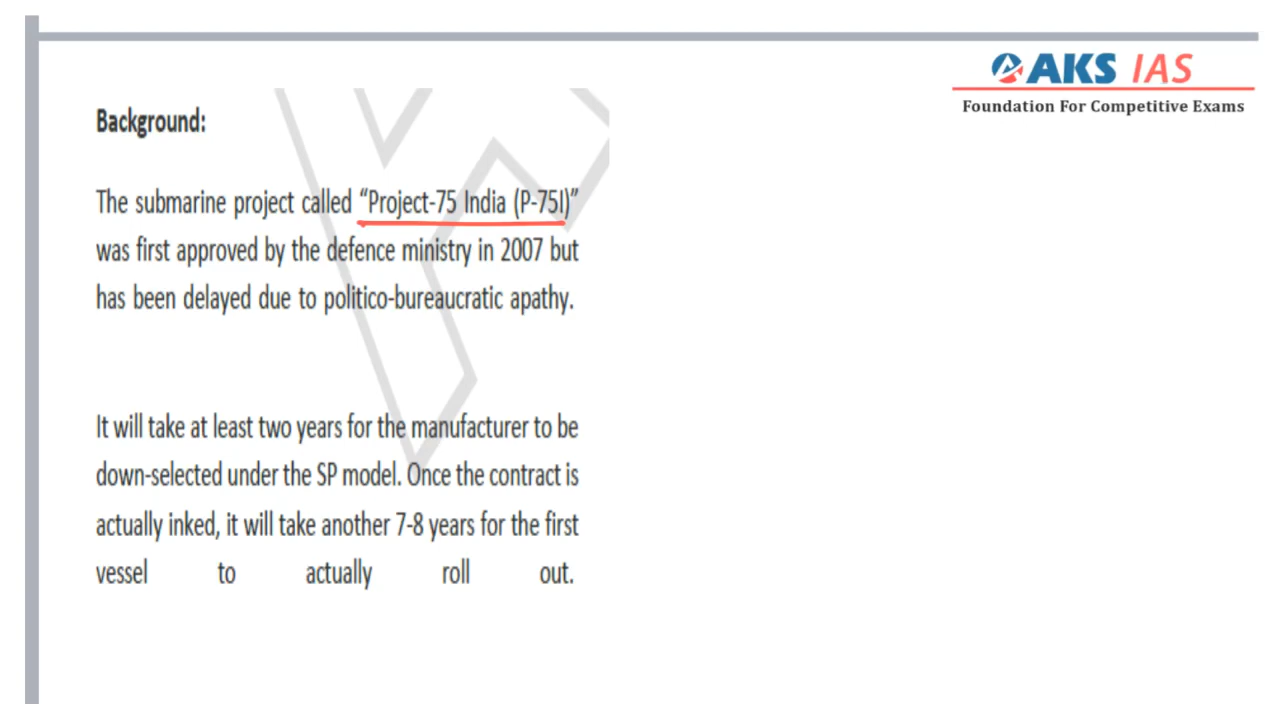 AKS IAS
Foundation For Competitive Exams
Background:
The submarine project called “Project-75 India (P-75I)”
was first approved by the defence ministry in 2007 but
has been delayed due to politico-bureaucratic apathy.
It will take at least two years for the manufacturer to be
down-selected under the SP model. Once the contract is
actually inked, it will take another 7-8 years for the first
vessel to actually roll out.